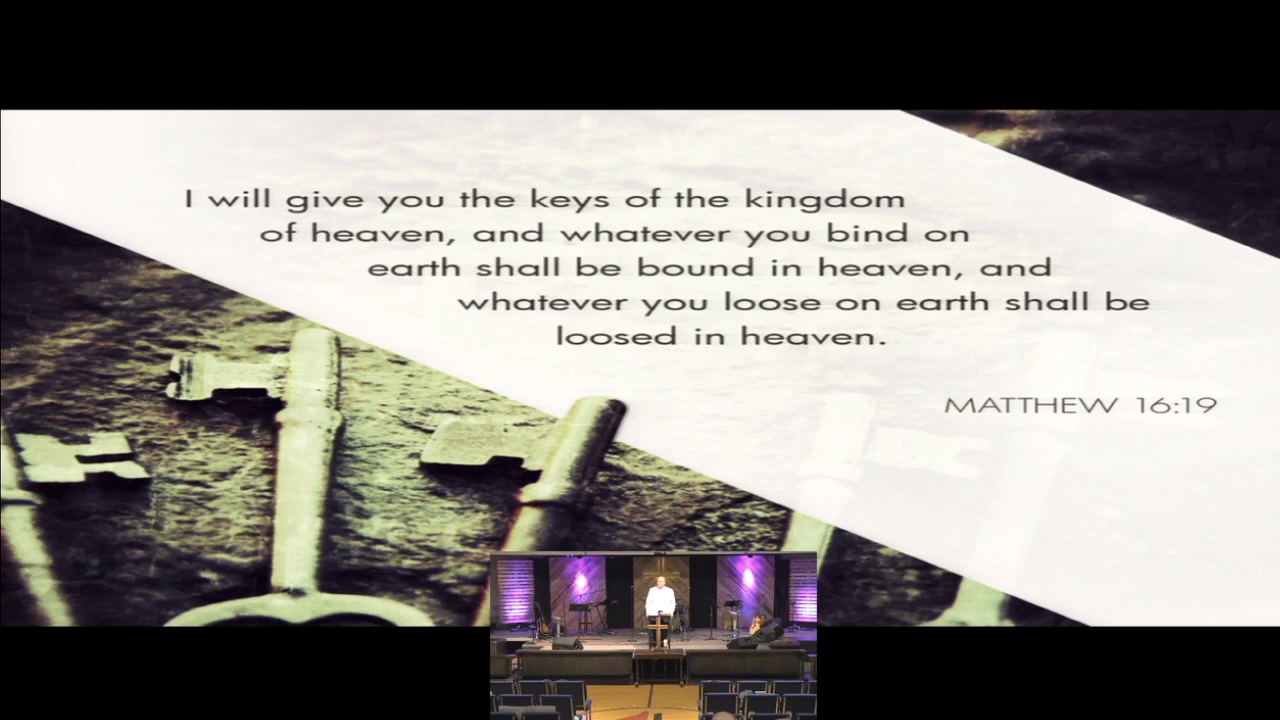 I will give you the keys of the kingdom
of heaven, and whatever you bind on
earth shall be bound in heaven, and
whatever you loose on earth shall be
loosed in heaven.
MATTHEW 16:19